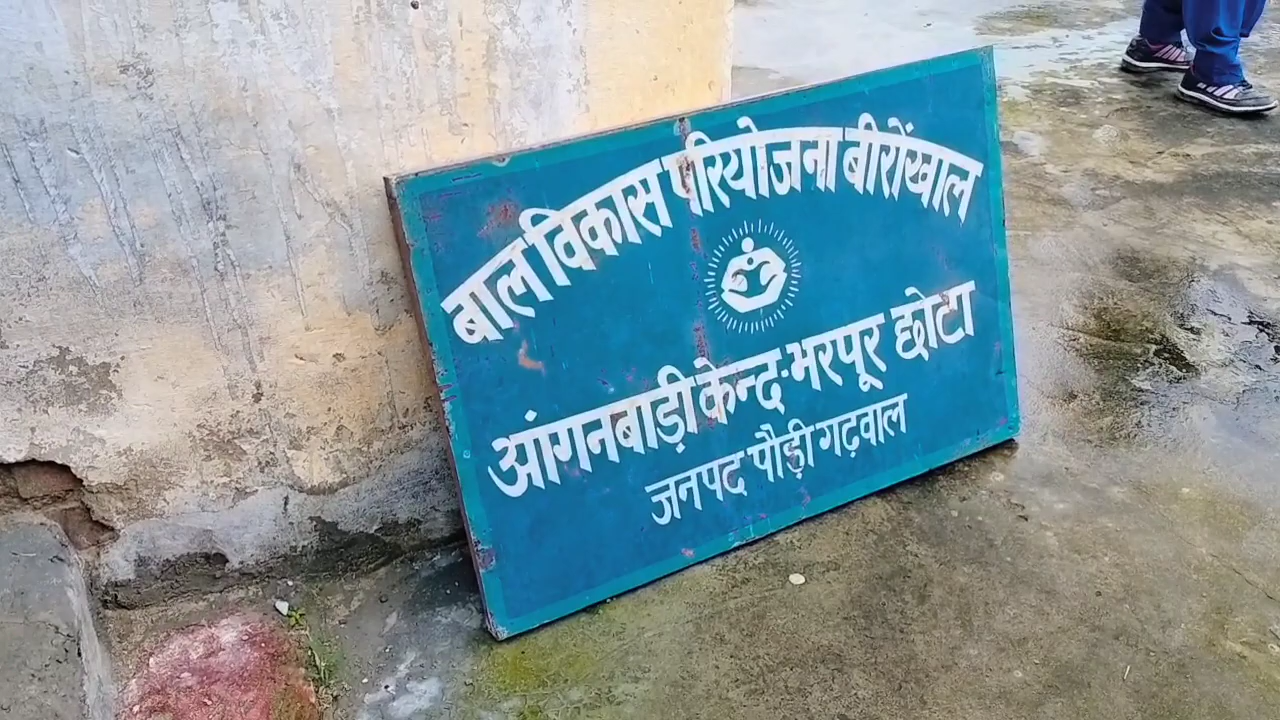 बाल विकास परियोजना बीरोंखाल
आंगनबाड़ी केन्द्र-भरपूर छोटा
जनपद पौड़ी गढ़वाल